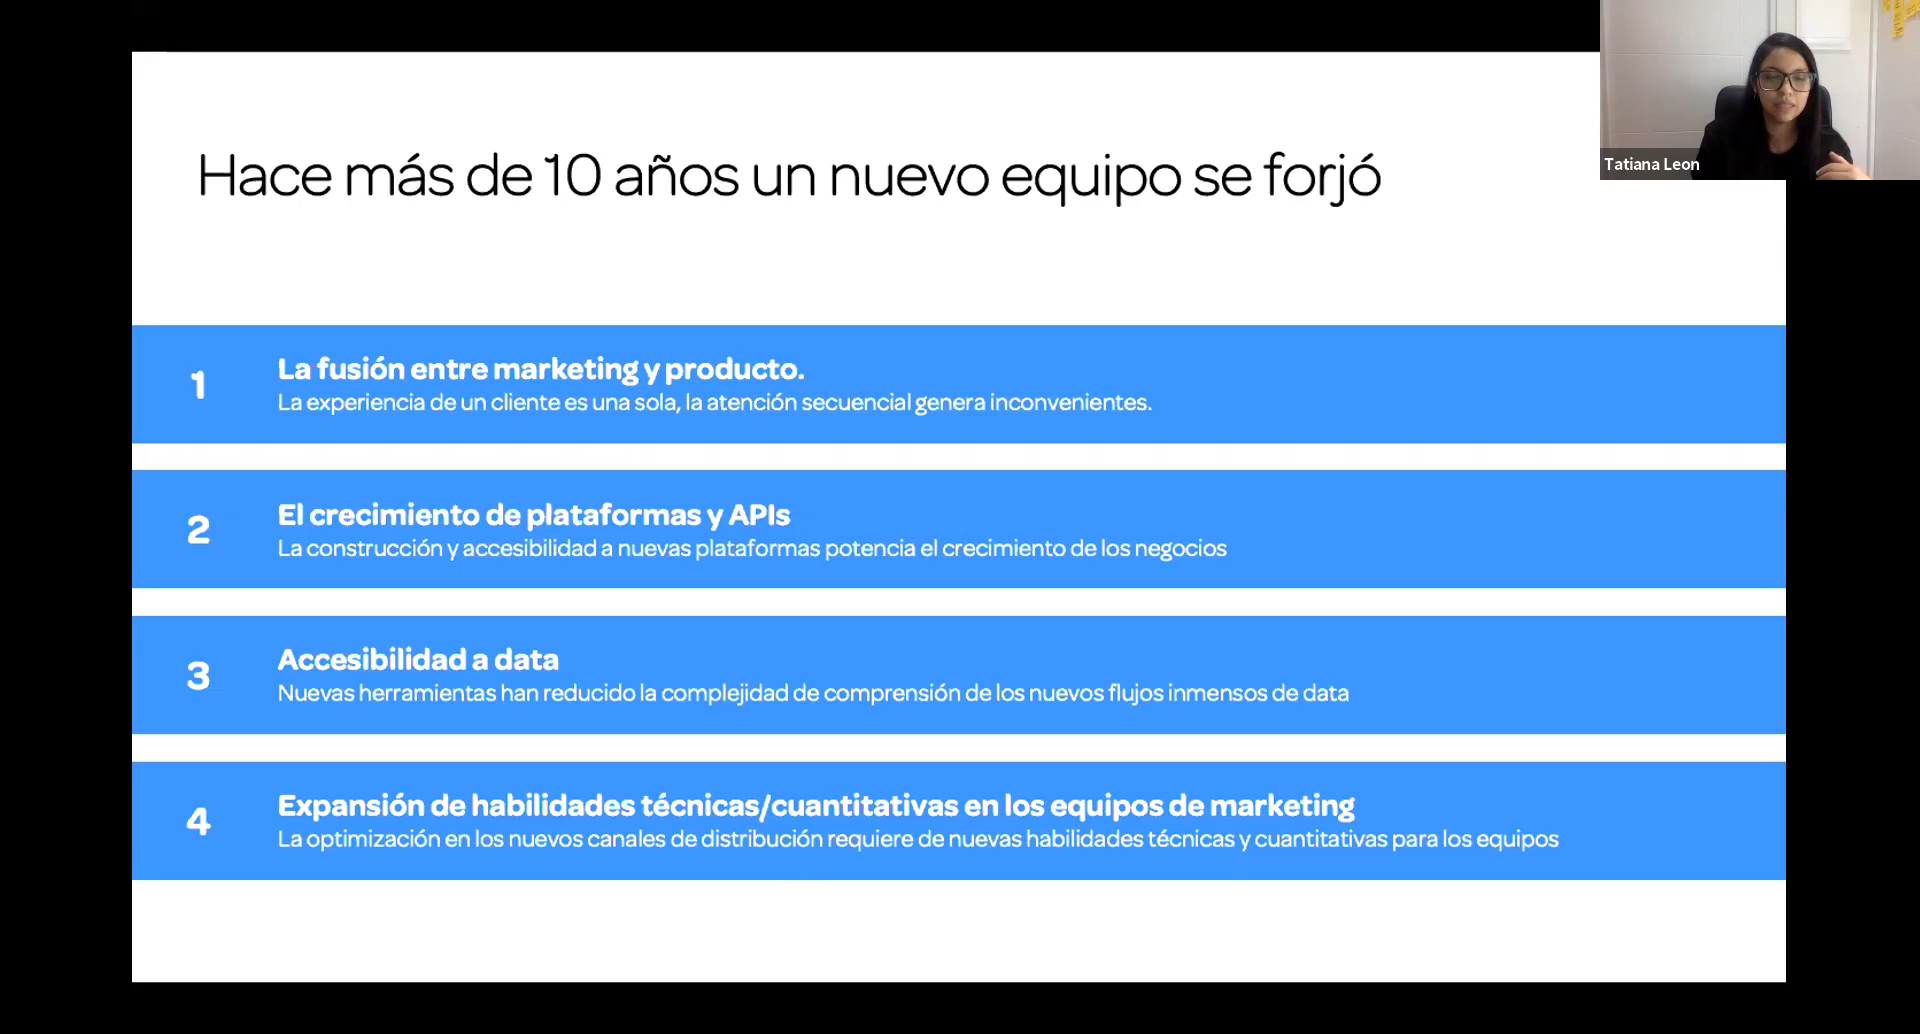 Hace más de 10 años un nuevo equipo se forjó
Tatiana Leon
1
La fusión entre marketing y producto.
La experiencia de un cliente es una sola, la atención secuencial genera inconvenientes.
2
El crecimiento de plataformas y APIs
La construcción y accesibilidad a nuevas plataformas potencia el crecimiento de los negocios
3
Accesibilidad a data
Nuevas herramientas han reducido la complejidad de comprensión de los nuevos flujos inmensos de data
4
Expansión de habilidades técnicas/cuantitativas en los equipos de marketing
La optimización en los nuevos canales de distribución requiere de nuevas habilidades técnicas y cuantitativas para los equipos